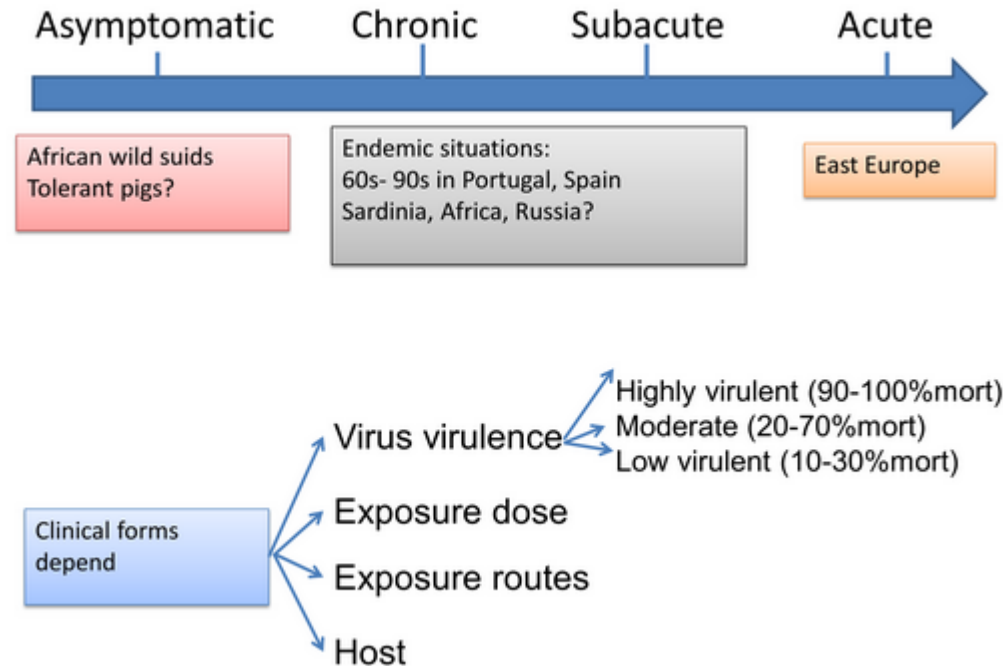 Asymptomatic Chronic Subacute Acute
African wild suids
Tolerant pigs?
Endemic situations:
60s- 90s in Portugal, Spain
Sardinia, Africa, Russia?
East Europe
Clinical forms
depend
Virus virulence
Exposure dose
Exposure routes
Host
Highly virulent (90-100%mort)
Moderate (20-70%mort)
Low virulent (10-30%mort)